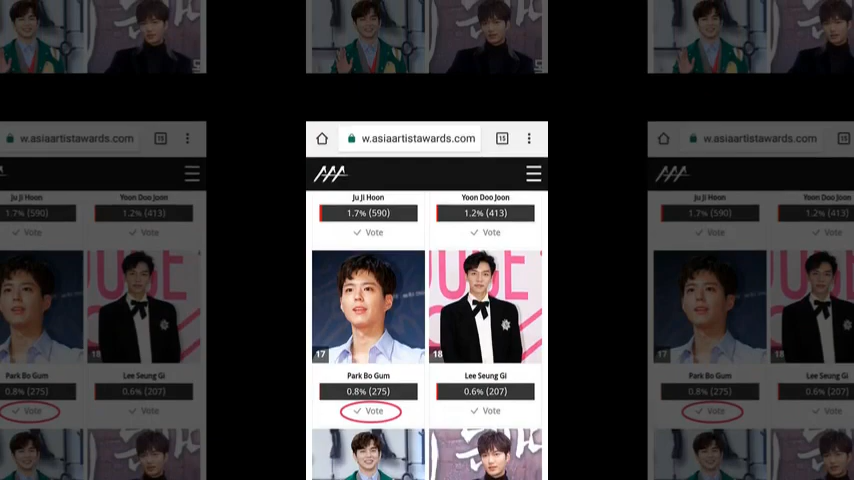 w.asiaartistawards.com
15
AAA
Ju Ji Hoon
Yoon Doo Joon
1.7% (590)
1.2% (413)
Vote
Vote
17
18
Park Bo Gum
Lee Seung Gi
0.8% (275)
0.6% (207)
Vote
Vote